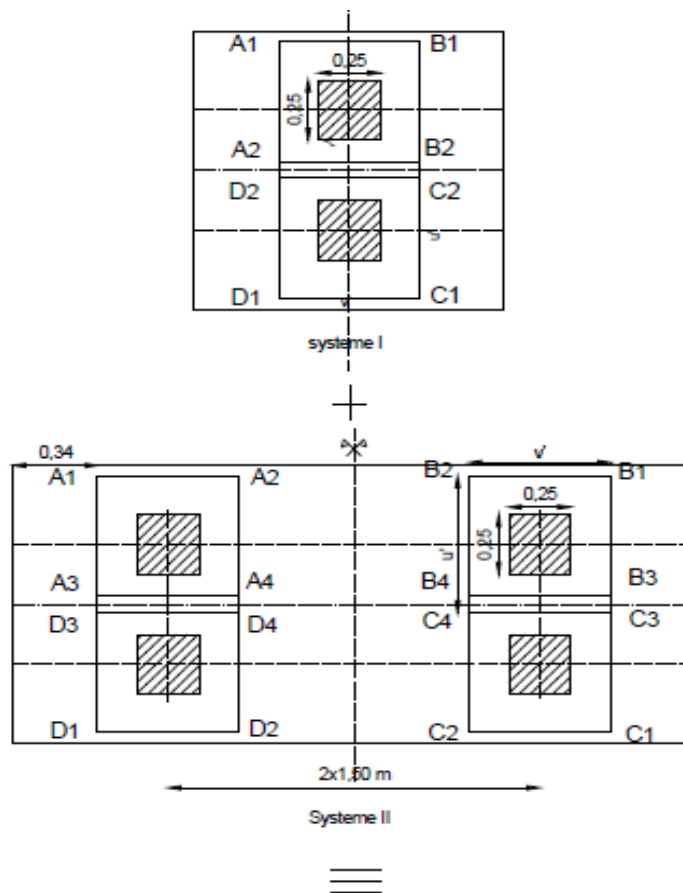 A1 B1
0,25
0,25
A2 B2
D2 C2
u'
D1 v' C1
systeme I
0,34 v'
A1 A2 B2 B1
0,25
u' 0,25
A3 A4 B4 B3
D3 D4 C4 C3
D1 D2 C2 C1
2x1,50 m
Systeme II